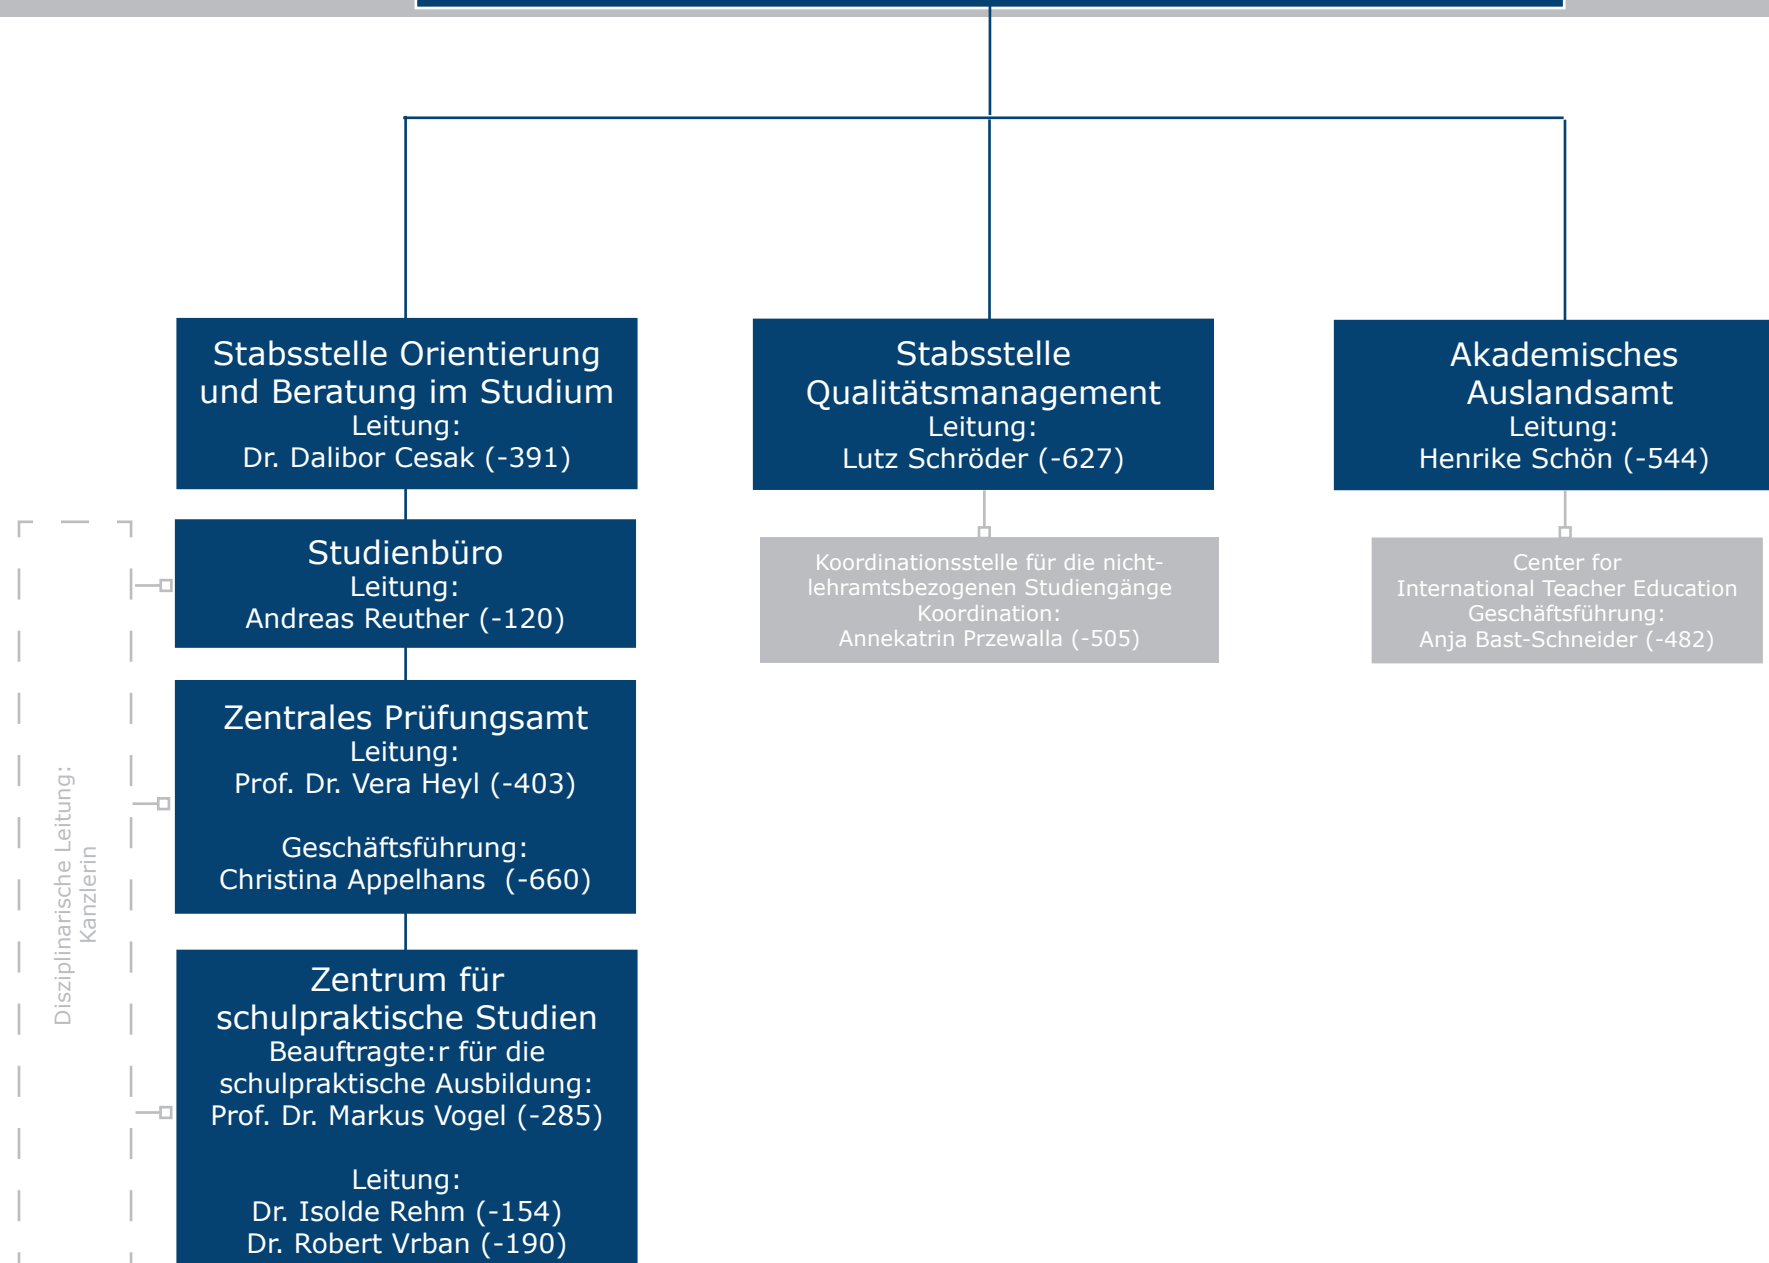 Stabsstelle Orientierung
und Beratung im Studium
Leitung:
Dr. Dalibor Cesak (-391)
Stabsstelle
Qualitätsmanagement
Leitung:
Lutz Schröder (-627)
Akademisches
Auslandsamt
Leitung:
Henrike Schön (-544)
Studienbüro
Leitung:
Andreas Reuther (-120)
Koordinationsstelle für die nicht-
lehramtsbezogenen Studiengänge
Koordination:
Annekatrin Przewalla (-505)
Center for
International Teacher Education
Geschäftsführung:
Anja Bast-Schneider (-482)
Zentrales Prüfungsamt
Leitung:
Prof. Dr. Vera Heyl (-403)
Geschäftsführung:
Christina Appelhans  (-660)
Disziplinarische Leitung:
Kanzlerin
Zentrum für
schulpraktische Studien
Beauftragte:r für die
schulpraktische Ausbildung:
Prof. Dr. Markus Vogel (-285)
Leitung:
Dr. Isolde Rehm (-154)
Dr. Robert Vrban (-190)